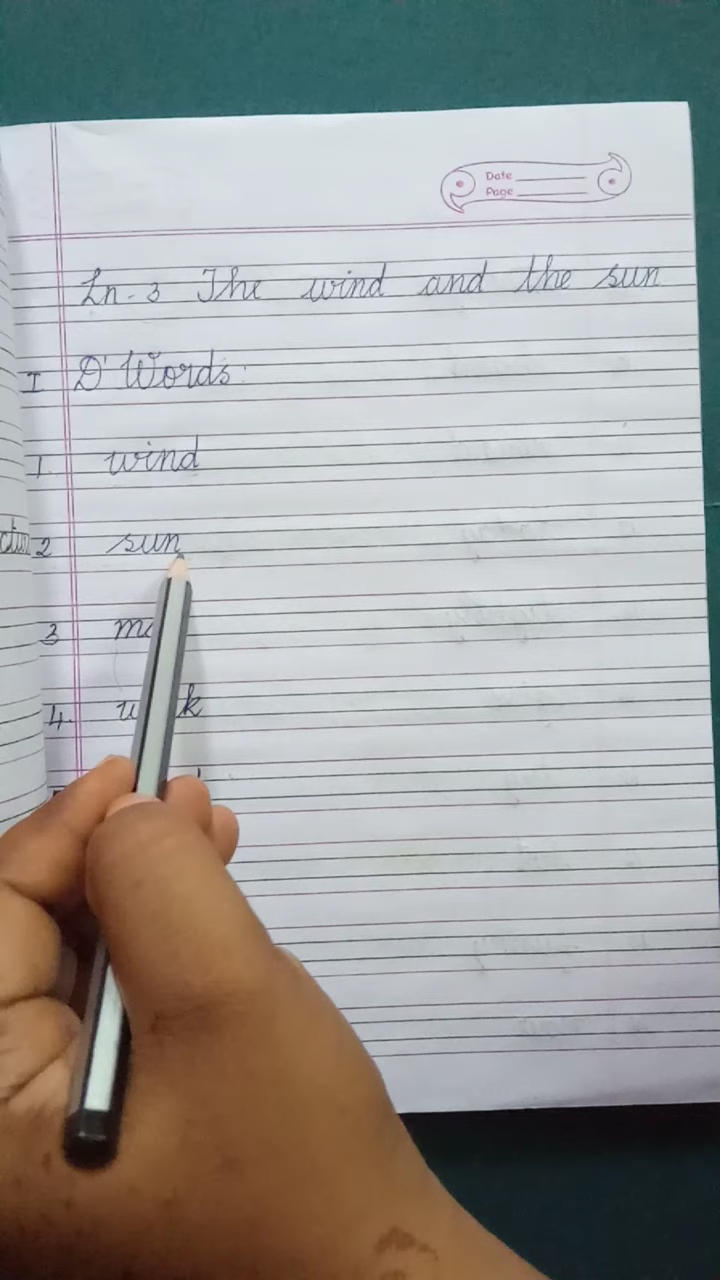 Date
Page
Ln-3 The wind and the sun
I D'Words:
1. wind
2 sun
3
4.